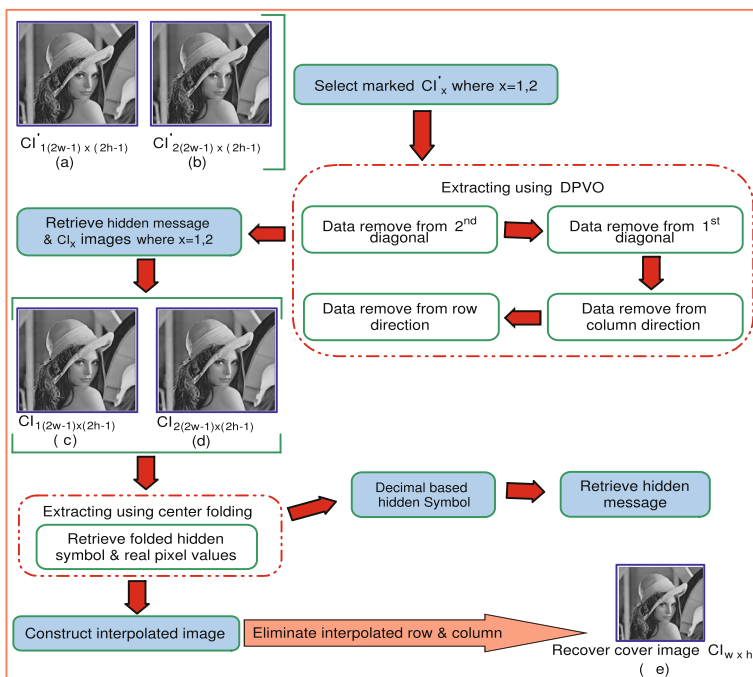 CI'1(2w-1) x (2h-1)
(a)
CI'2(2w-1) x (2h-1)
(b)
Select marked CI'x where x=1,2
Extracting using DPVO
Data remove from 2nd
diagonal
Data remove from 1st
diagonal
Data remove from
column direction
Data remove from row
direction
Retrieve hidden message
& CIx images where x=1,2
CI1(2w-1)x(2h-1)
( c)
CI2(2w-1)x(2h-1)
(d)
Extracting using center folding
Retrieve folded hidden
symbol & real pixel values
Decimal based
hidden Symbol
Retrieve hidden
message
Construct interpolated image
Eliminate interpolated row & column
Recover cover image CIw x h
( e)